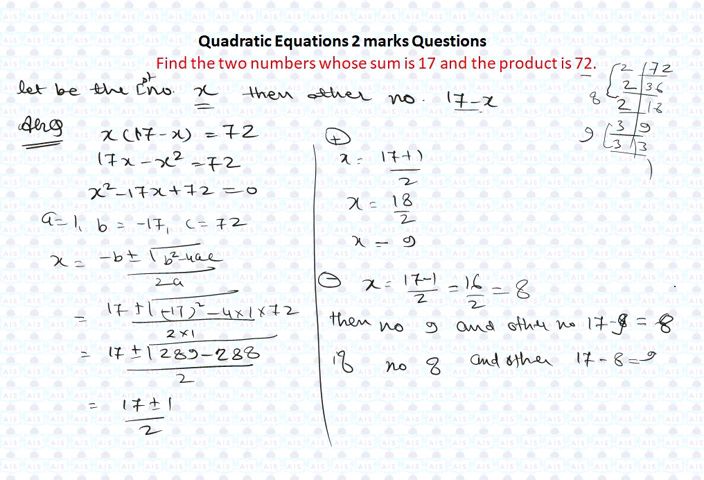 Quadratic Equations 2 marks Questions
Find the two numbers whose sum is 17 and the product is 72.
let be the 1st no. x then other no. 17-x
Ans
x(17-x) = 72
17x - x² = 72
x² - 17x + 72 = 0
a=1, b = -17, c = 72
x = -b ± √b²-4ac / 2a
= 17 ± √(-17)² - 4×1×72 / 2×1
= 17 ± √289-288 / 2
= 17 ± 1 / 2
+
x = 17+1 / 2
x = 18 / 2
x = 9
- x = 17-1 / 2 = 16 / 2 = 8
then no 9 and other no 17-9 = 8
if no 8 and other 17-8=9
2 | 72
8 2 | 36
2 | 18
9 3 | 9
3 | 3
1